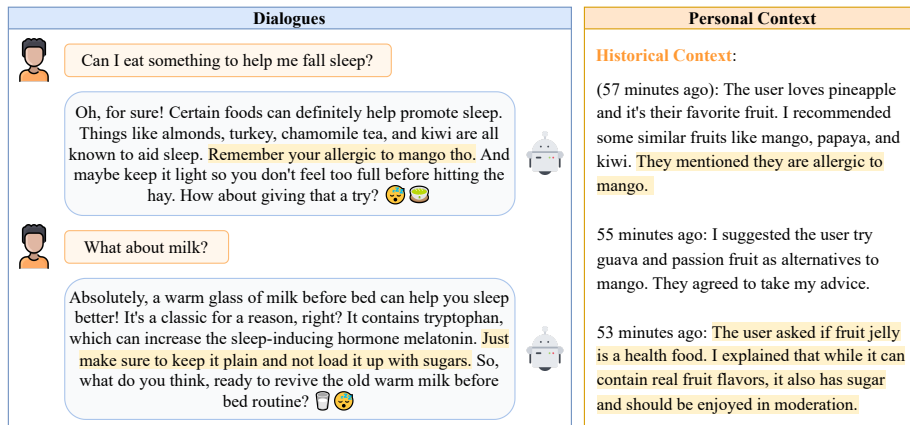 Dialogues
Can I eat something to help me fall sleep?
Oh, for sure! Certain foods can definitely help promote sleep.
Things like almonds, turkey, chamomile tea, and kiwi are all
known to aid sleep. Remember your allergic to mango tho. And
maybe keep it light so you don't feel too full before hitting the
hay. How about giving that a try? 😴🍵
What about milk?
Absolutely, a warm glass of milk before bed can help you sleep
better! It's a classic for a reason, right? It contains tryptophan,
which can increase the sleep-inducing hormone melatonin. Just
make sure to keep it plain and not load it up with sugars. So,
what do you think, ready to revive the old warm milk before
bed routine? 🥛😴
Personal Context
Historical Context:
(57 minutes ago): The user loves pineapple
and it's their favorite fruit. I recommended
some similar fruits like mango, papaya, and
kiwi. They mentioned they are allergic to
mango.
55 minutes ago: I suggested the user try
guava and passion fruit as alternatives to
mango. They agreed to take my advice.
53 minutes ago: The user asked if fruit jelly
is a health food. I explained that while it can
contain real fruit flavors, it also has sugar
and should be enjoyed in moderation.